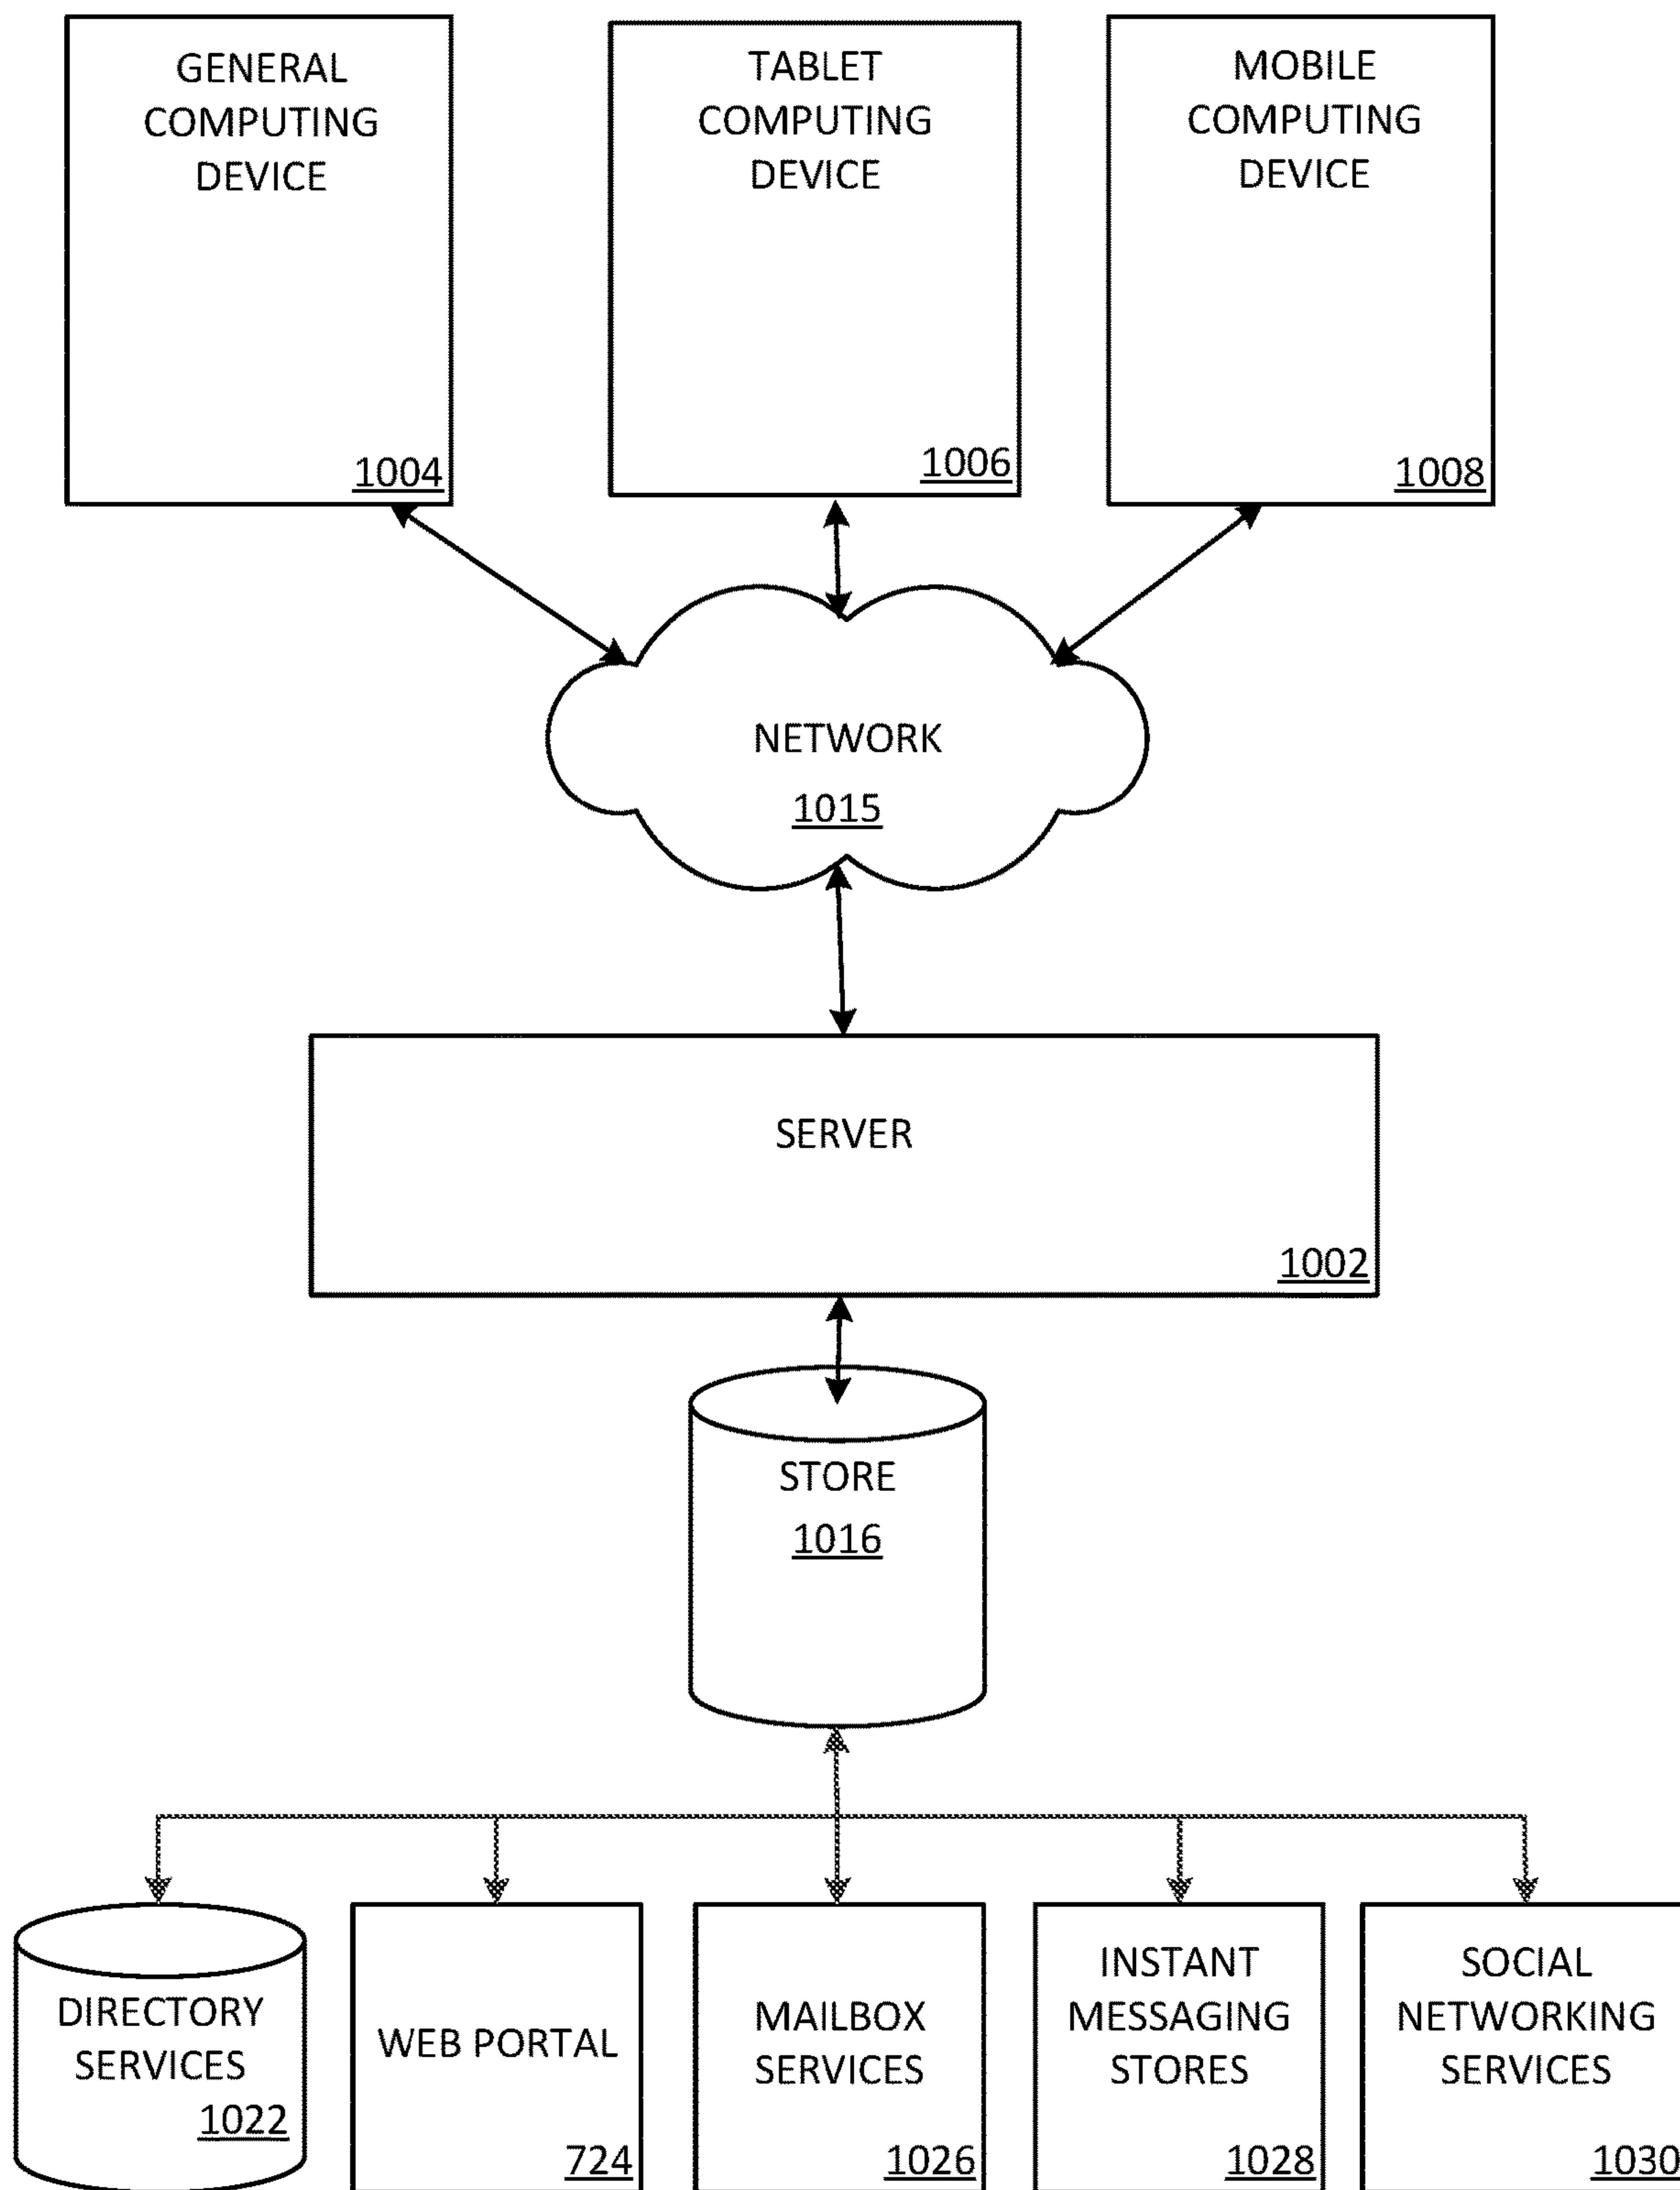 GENERAL
COMPUTING
DEVICE
1004
TABLET
COMPUTING
DEVICE
1006
MOBILE
COMPUTING
DEVICE
1008
NETWORK
1015
SERVER
1002
STORE
1016
DIRECTORY
SERVICES
1022
WEB PORTAL
724
MAILBOX
SERVICES
1026
INSTANT
MESSAGING
STORES
1028
SOCIAL
NETWORKING
SERVICES
1030